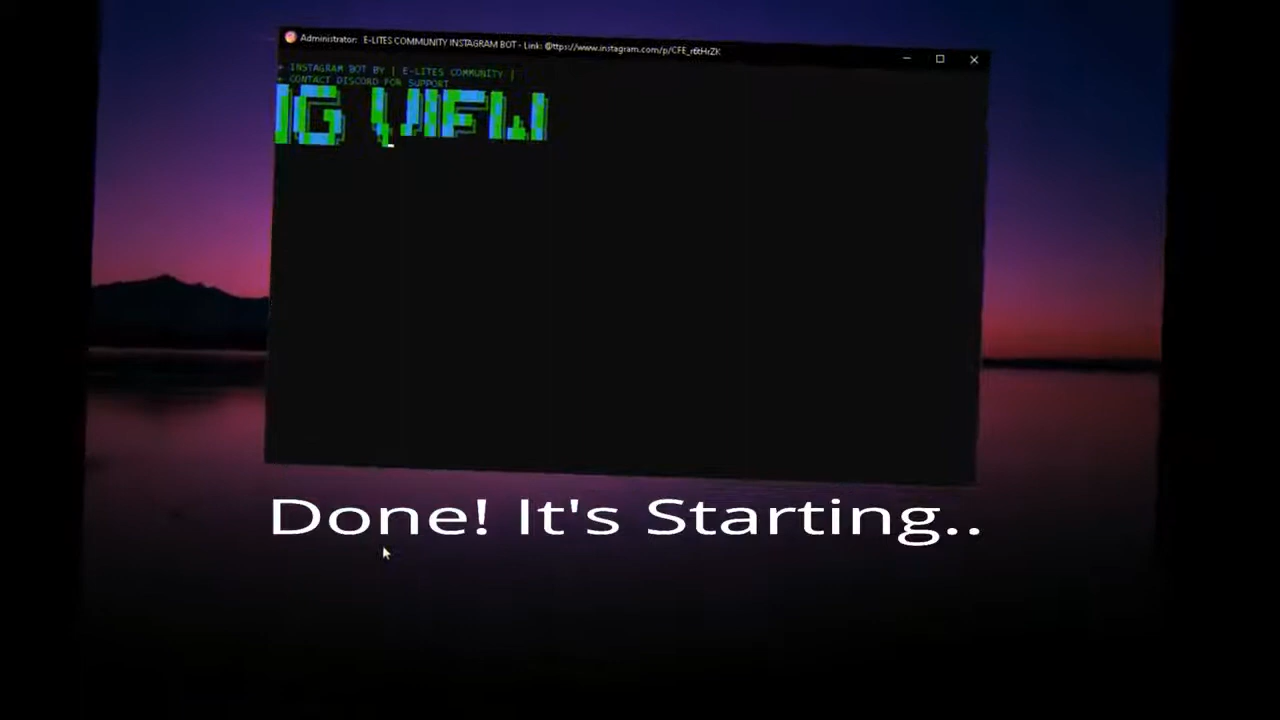 Administrator: E-LITES COMMUNITY INSTAGRAM BOT - Link: @ttps://www.instagram.com/p/CFE_r6tHrZK
+ INSTAGRAM BOT BY | E-LITES COMMUNITY |
+ CONTACT DISCORD FOR SUPPORT
IG VIEW
Done! It's Starting..